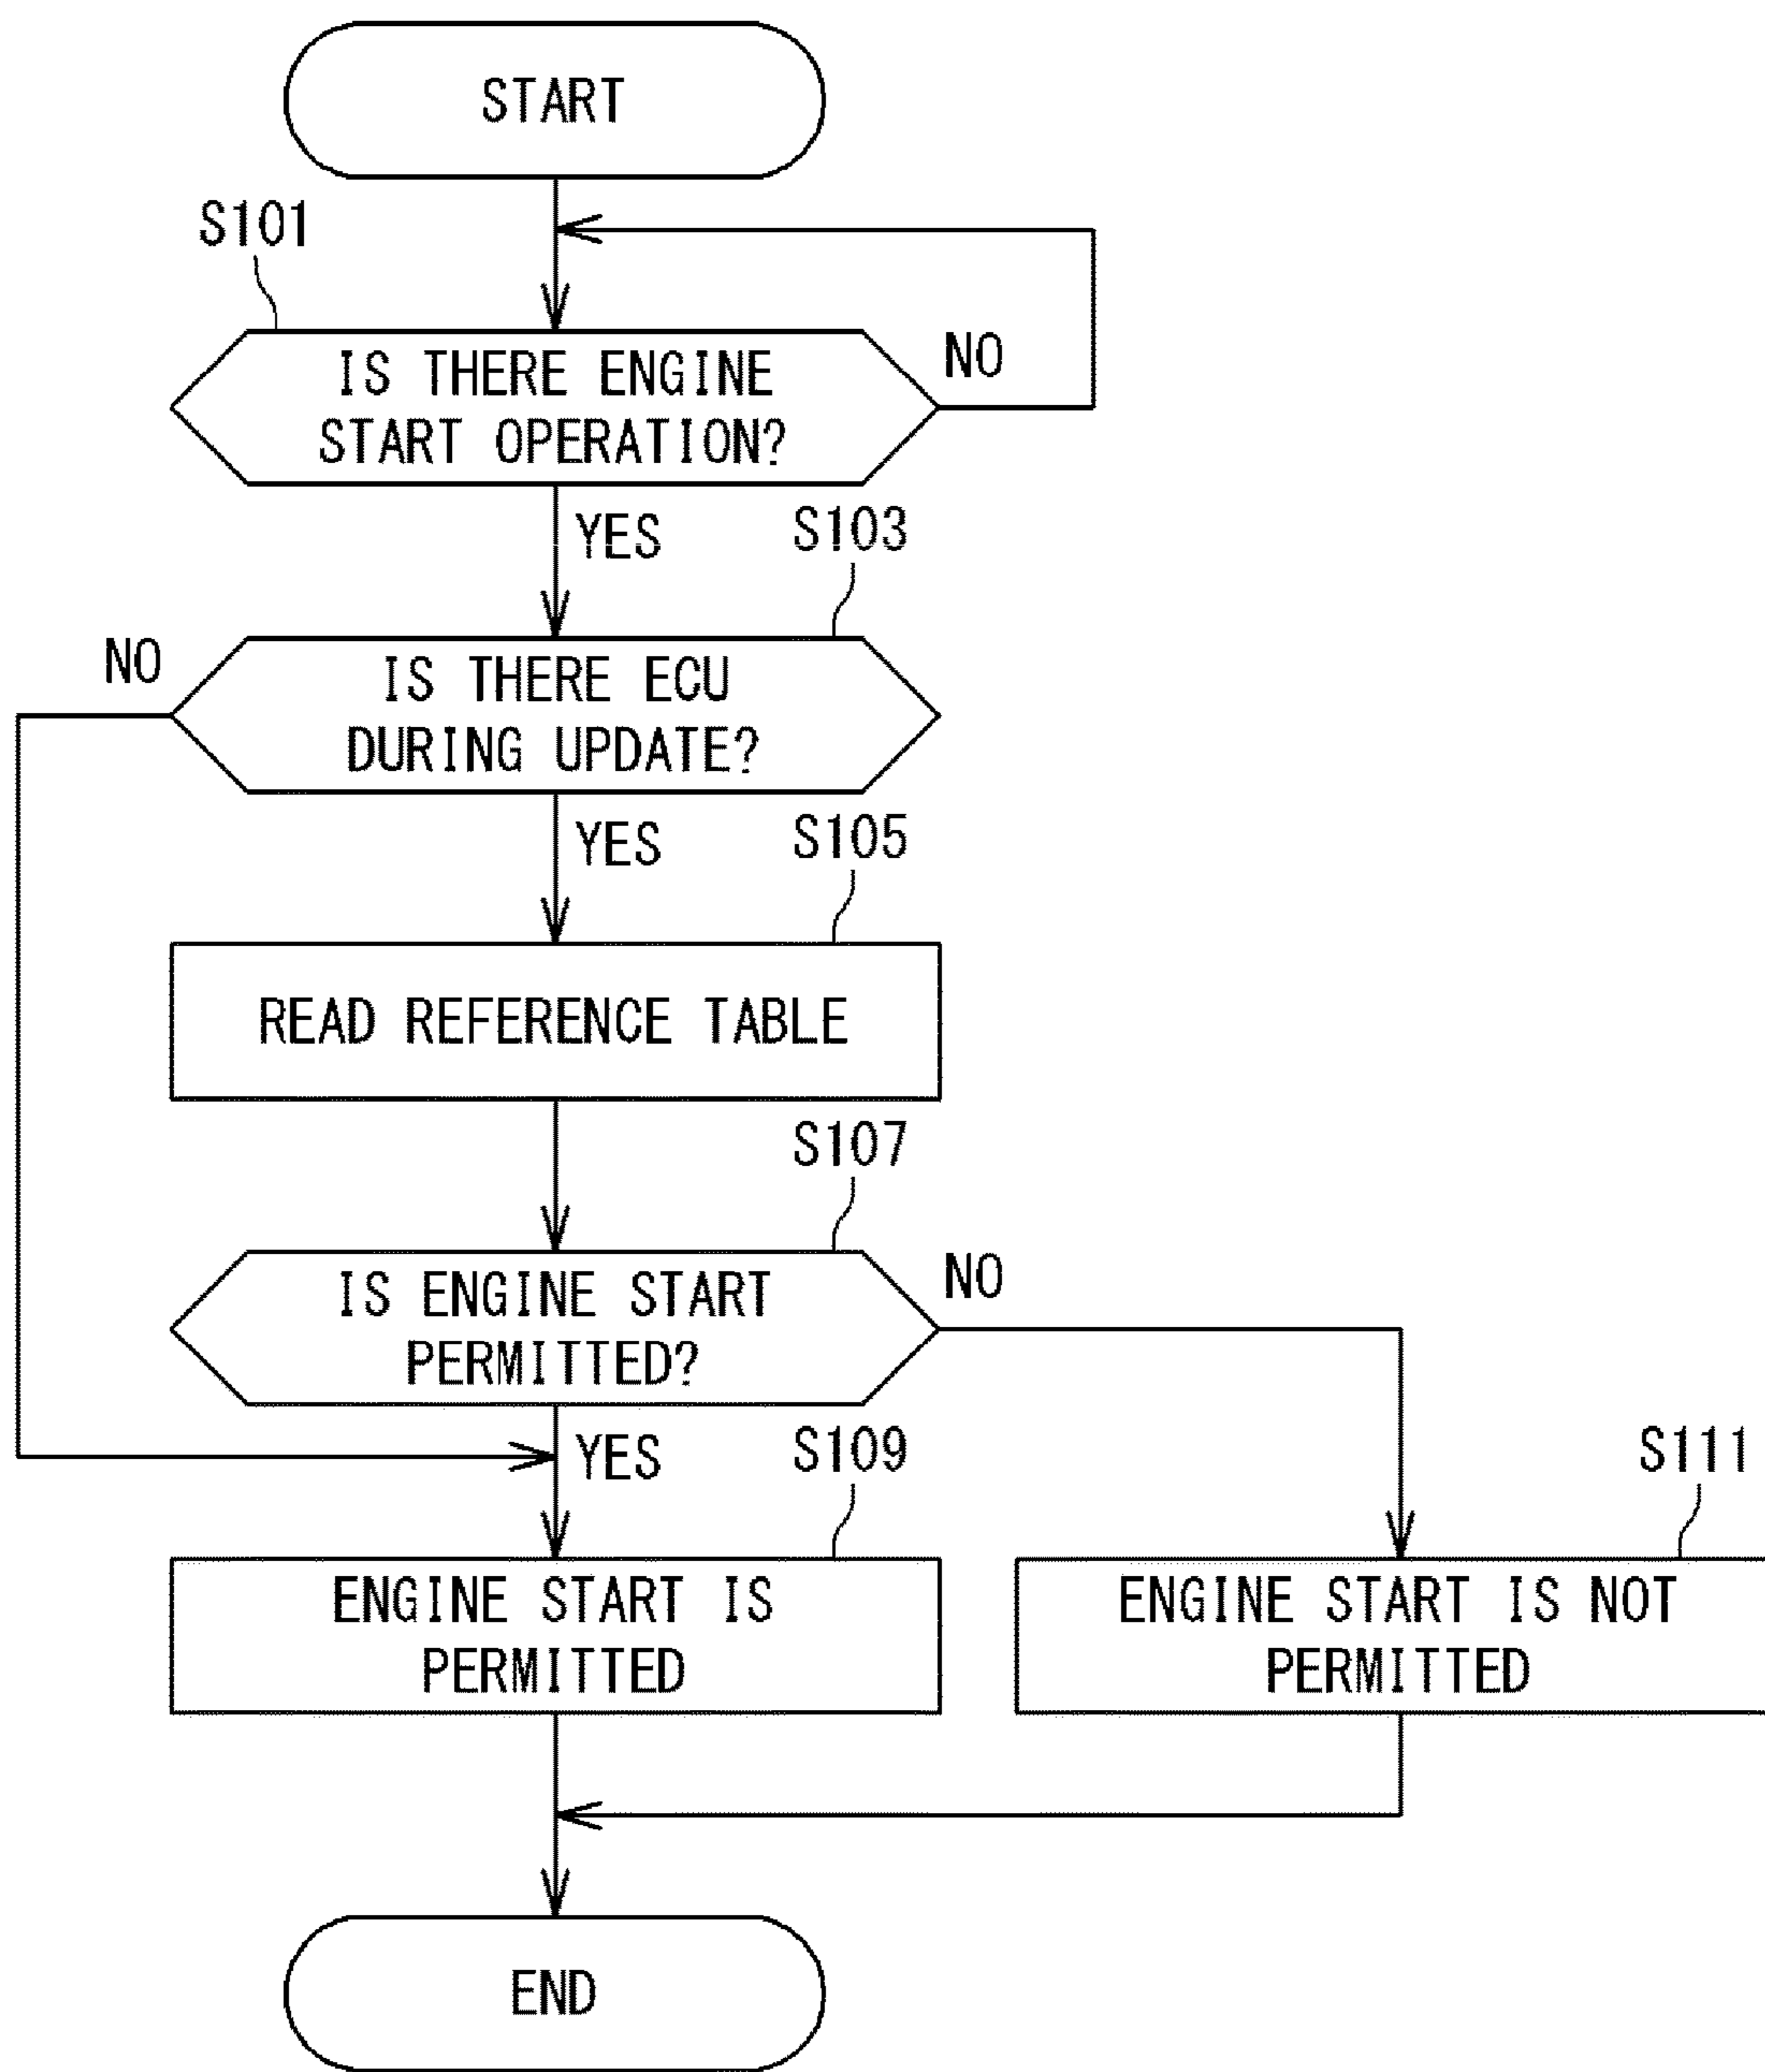 START
S101
IS THERE ENGINE
START OPERATION?
NO
YES
S103
NO
IS THERE ECU
DURING UPDATE?
YES
S105
READ REFERENCE TABLE
S107
IS ENGINE START
PERMITTED?
NO
YES
S109
S111
ENGINE START IS
PERMITTED
ENGINE START IS NOT
PERMITTED
END